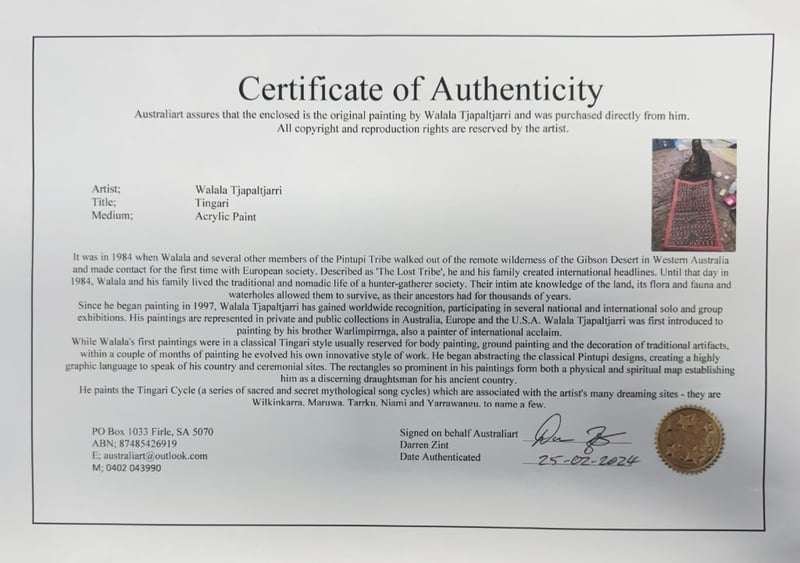 Certificate of Authenticity
Australiart assures that the enclosed is the original painting by Walala Tjapaltjarri and was purchased directly from him.
All copyright and reproduction rights are reserved by the artist.
Artist; Walala Tjapaltjarri
Title; Tingari
Medium; Acrylic Paint
It was in 1984 when Walala and several other members of the Pintupi Tribe walked out of the remote wilderness of the Gibson Desert in Western Australia
and made contact for the first time with European society. Described as 'The Lost Tribe', he and his family created international headlines. Until that day in
1984, Walala and his family lived the traditional and nomadic life of a hunter-gatherer society. Their intim ate knowledge of the land, its flora and fauna and
waterholes allowed them to survive, as their ancestors had for thousands of years.
Since he began painting in 1997, Walala Tjapaltjarri has gained worldwide recognition, participating in several national and international solo and group
exhibitions. His paintings are represented in private and public collections in Australia, Europe and the U.S.A. Walala Tjapaltjarri was first introduced to
painting by his brother Warlimpirrnga, also a painter of international acclaim.
While Walala's first paintings were in a classical Tingari style usually reserved for body painting, ground painting and the decoration of traditional artifacts,
within a couple of months of painting he evolved his own innovative style of work. He began abstracting the classical Pintupi designs, creating a highly
graphic language to speak of his country and ceremonial sites. The rectangles so prominent in his paintings form both a physical and spiritual map establishing
him as a discerning draughtsman for his ancient country.
He paints the Tingari Cycle (a series of sacred and secret mythological song cycles) which are associated with the artist's many dreaming sites - they are
Wilkinkarra, Maruwa, Tarrku, Njami and Yarrawangu, to name a few.
PO Box 1033 Firle, SA 5070
ABN; 87485426919
E; australiart@outlook.com
M; 0402 043990
Signed on behalf Australiart
Darren Zint
Date Authenticated 25-02-2024